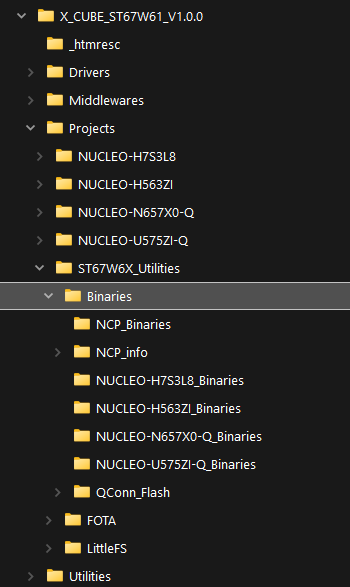 X_CUBE_ST67W61_V1.0.0
_htmresc
Drivers
Middlewares
Projects
NUCLEO-H7S3L8
NUCLEO-H563ZI
NUCLEO-N657X0-Q
NUCLEO-U575ZI-Q
ST67W6X_Utilities
Binaries
NCP_Binaries
NCP_info
NUCLEO-H7S3L8_Binaries
NUCLEO-H563ZI_Binaries
NUCLEO-N657X0-Q_Binaries
NUCLEO-U575ZI-Q_Binaries
QConn_Flash
FOTA
LittleFS
Utilities